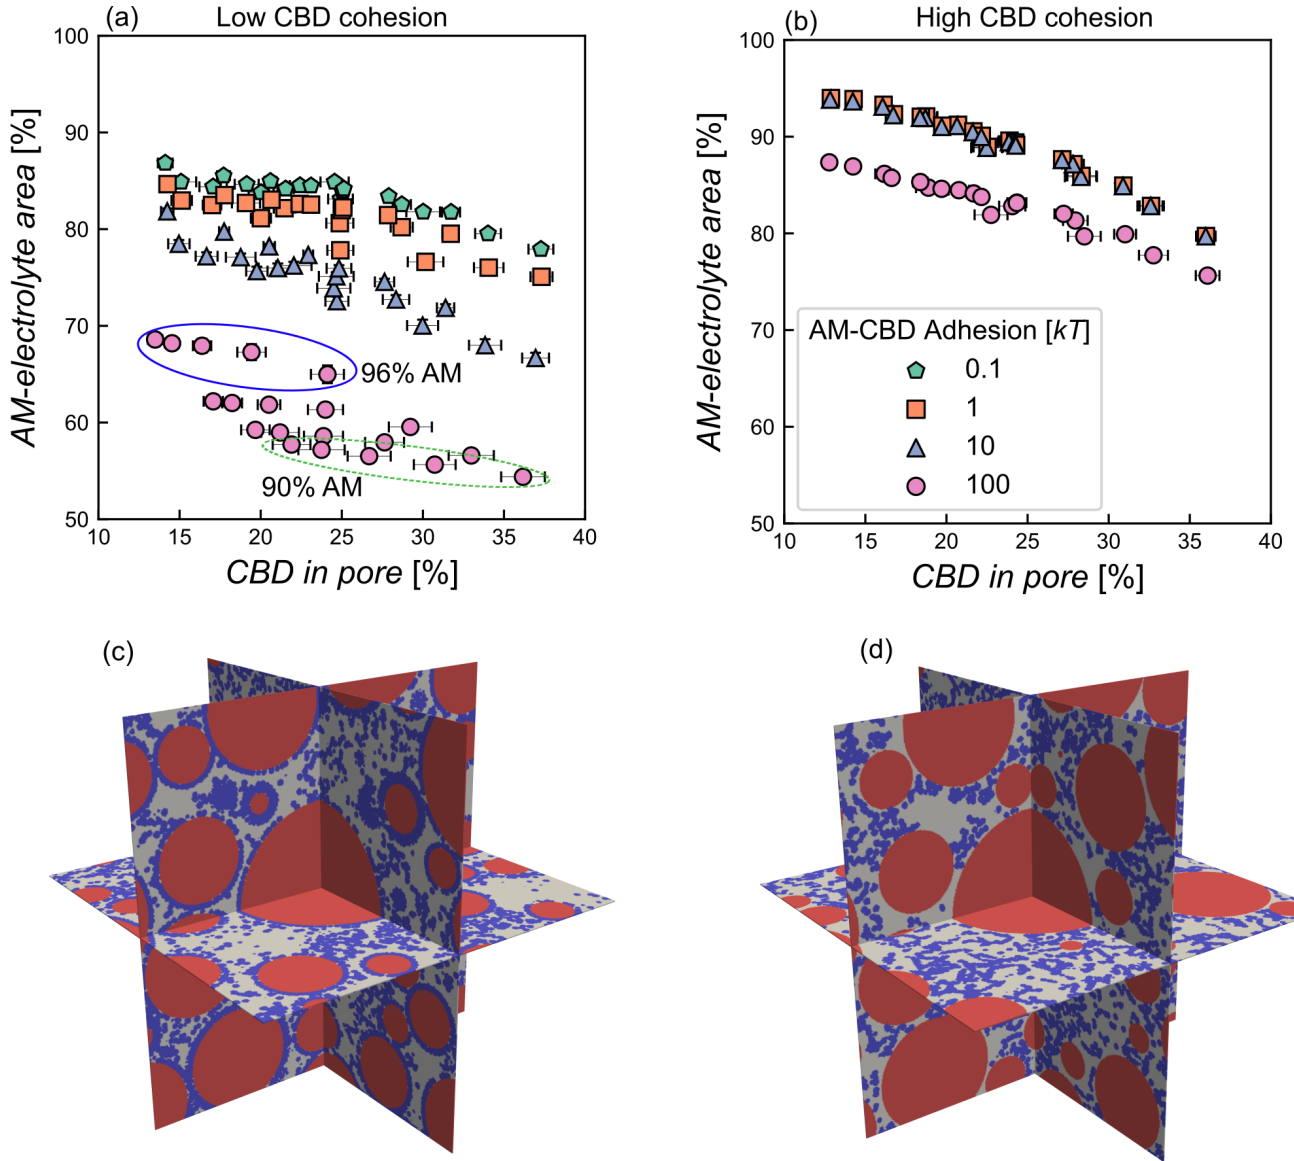 (a) Low CBD cohesion
100
90
80
70
60
50
AM-electrolyte area [%]
96% AM
90% AM
10 15 20 25 30 35 40
CBD in pore [%]
(b) High CBD cohesion
100
90
80
70
60
50
AM-electrolyte area [%]
AM-CBD Adhesion [kT]
0.1
1
10
100
10 15 20 25 30 35 40
CBD in pore [%]
(c)
(d)